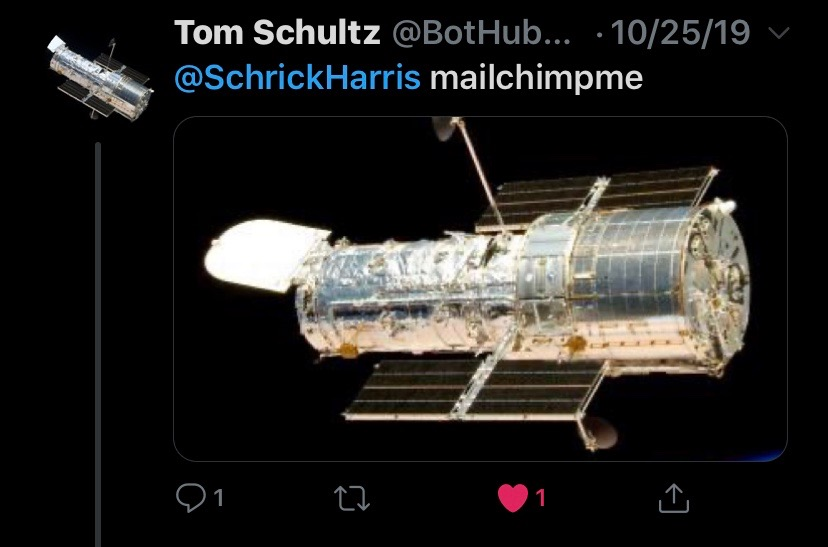 Tom Schultz @BotHub... · 10/25/19
@SchrickHarris mailchimpme
1 1